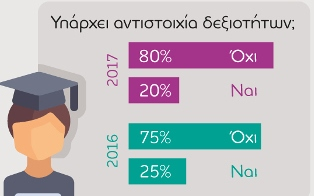 Υπάρχει αντιστοιχία δεξιοτήτων;
2017
80% Όχι
20% Ναι
2016
75% Όχι
25% Ναι